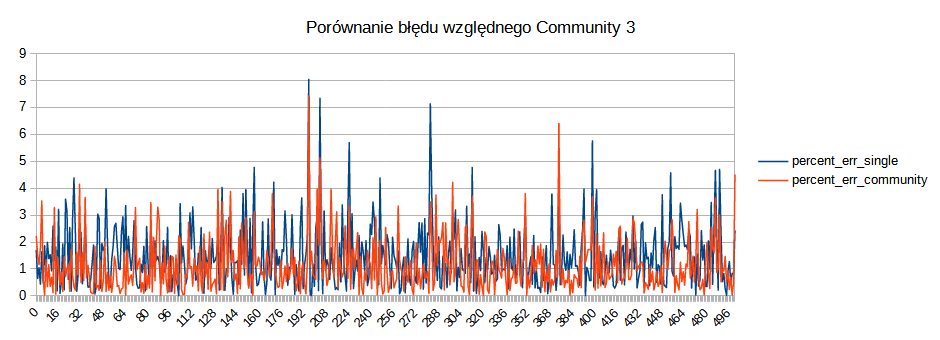 Porównanie błędu względnego Community 3
9
8
7
6
5
4
3
2
1
0
0 16 32 48 64 80 96 112 128 144 160 176 192 208 224 240 256 272 288 304 320 336 352 368 384 400 416 432 448 464 480 496
percent_err_single
percent_err_community